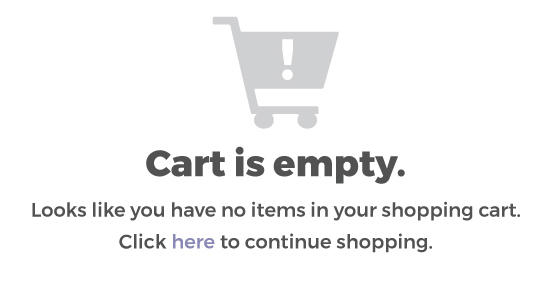 Cart is empty.
Looks like you have no items in your shopping cart.
Click here to continue shopping.